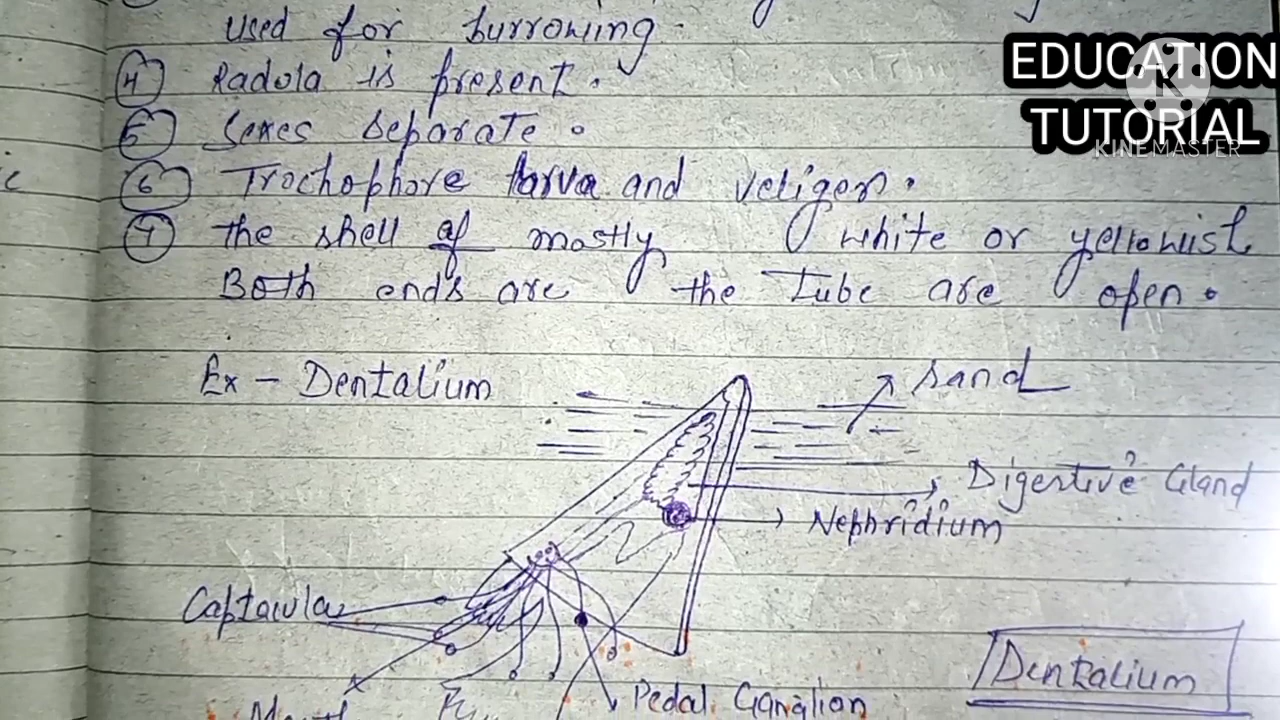 used for burrowing.
④ Radola is present.
⑤ Sexes separate.
⑥ Trochophore larva and veliger.
⑦ the shell of mostly white or yellowish
Both ends are the Tube are open.
Ex - Dentalium
sand
Digestive Gland
Nephridium
Captacula
Pedal Ganglion
Dentalium
EDUCATION
TUTORIAL
KINEMASTER